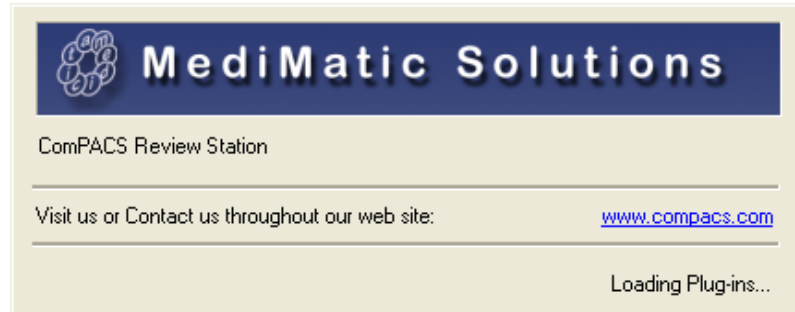 MediMatic Solutions
ComPACS Review Station
Visit us or Contact us throughout our web site: www.compacs.com
Loading Plug-ins...